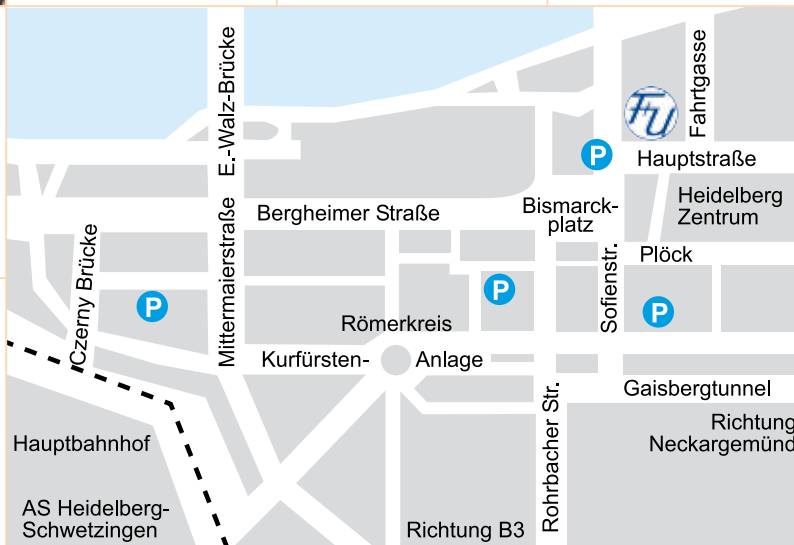 E.-Walz-Brücke
Fahrtgasse
FU
P
Hauptstraße
Heidelberg
Zentrum
Bergheimer Straße
Bismarck-
platz
Mittermaierstraße
Czerny Brücke
Sofienstr.
Plöck
P
P
P
Römerkreis
Kurfürsten-
Anlage
Gaisbergtunnel
Rohrbacher Str.
Richtung
Neckargemünd
Hauptbahnhof
AS Heidelberg-
Schwetzingen
Richtung B3